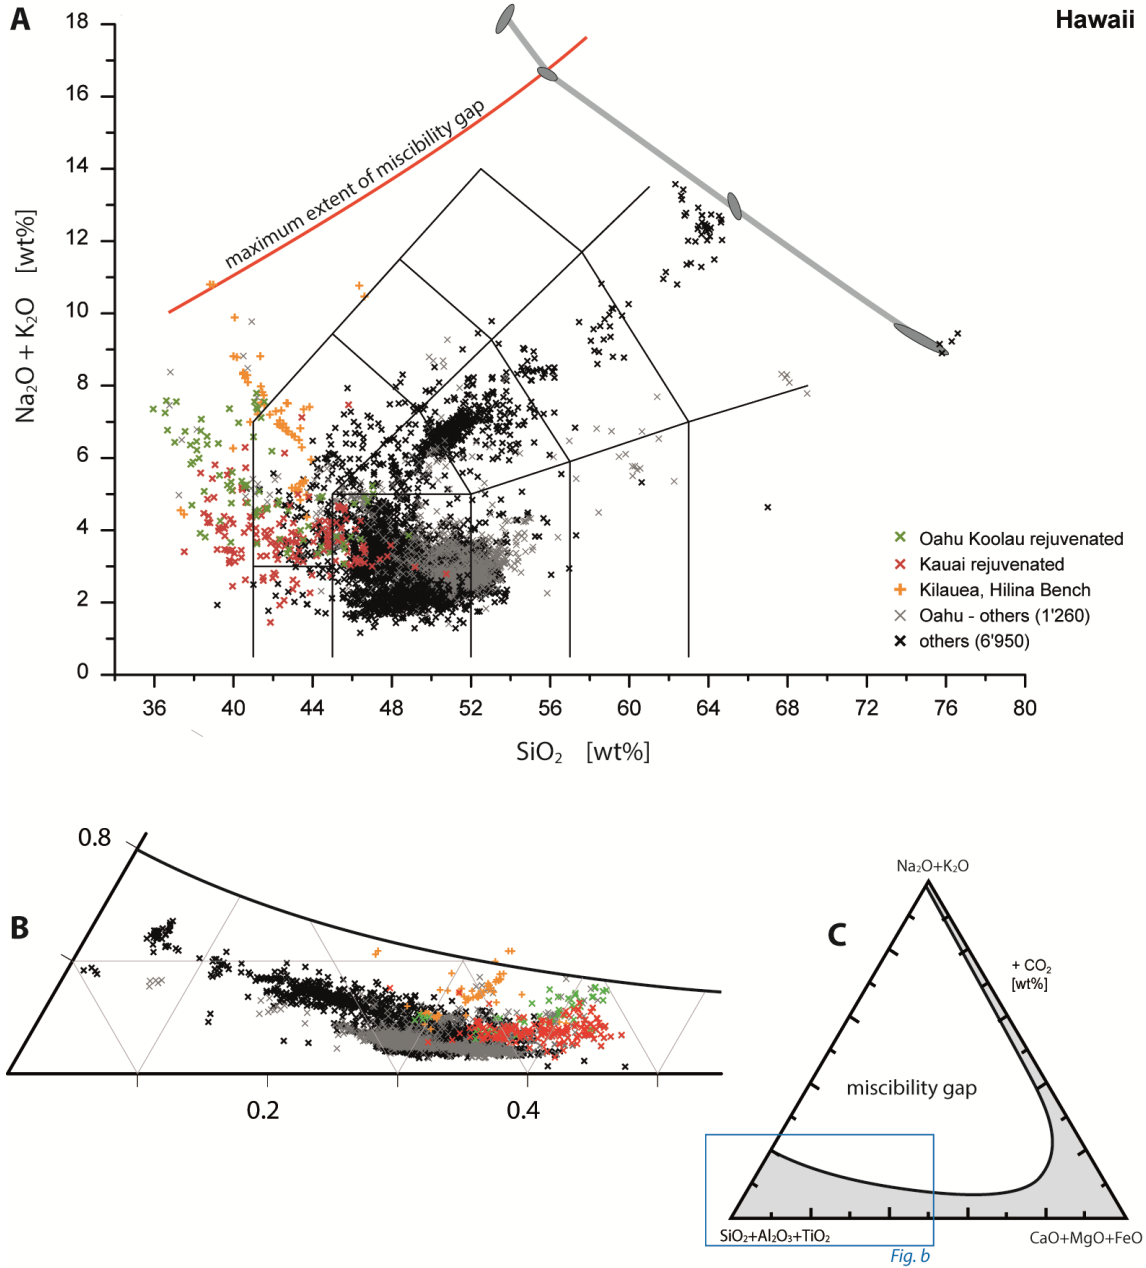 A
Hawaii
18
16
14
12
10
8
6
4
2
0
Na₂O + K₂O [wt%]
maximum extent of miscibility gap
Oahu Koolau rejuvenated
Kauai rejuvenated
Kilauea, Hilina Bench
Oahu - others (1'260)
others (6'950)
36 40 44 48 52 56 60 64 68 72 76 80
SiO₂ [wt%]
0.8
B
0.2 0.4
Na₂O+K₂O
C
+ CO₂
[wt%]
miscibility gap
SiO₂+Al₂O₃+TiO₂
CaO+MgO+FeO
Fig. b